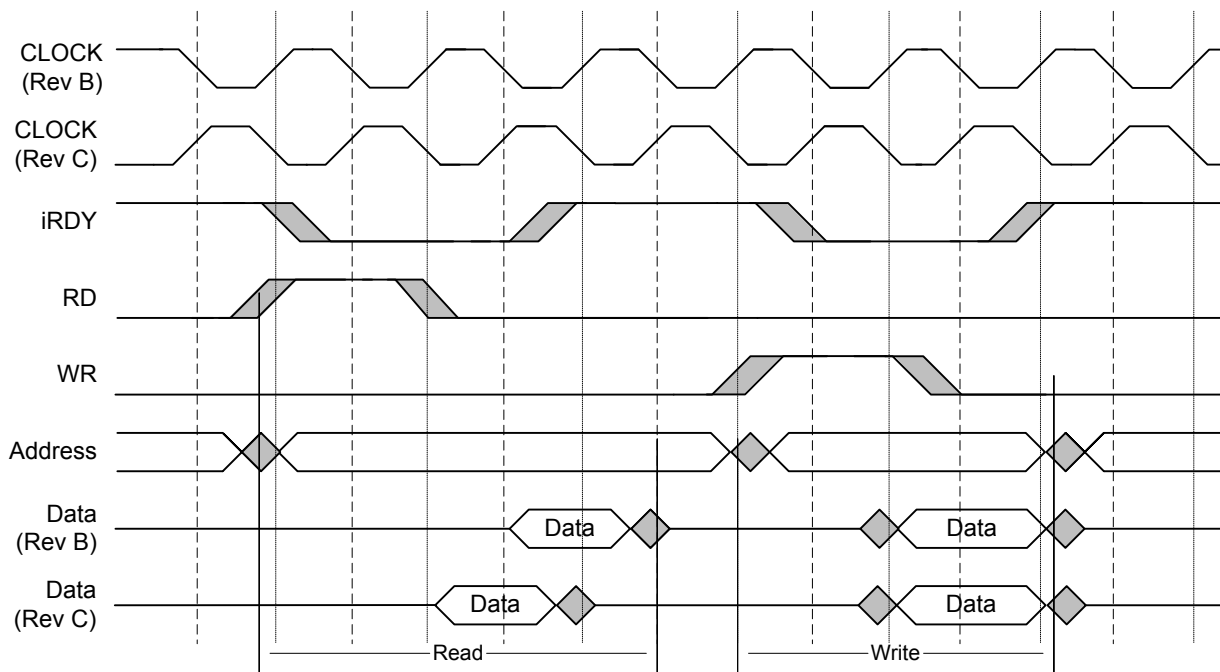 CLOCK
(Rev B)
CLOCK
(Rev C)
iRDY
RD
WR
Address
Data
(Rev B)
Data
Data
Data
(Rev C)
Data
Data
Read
Write